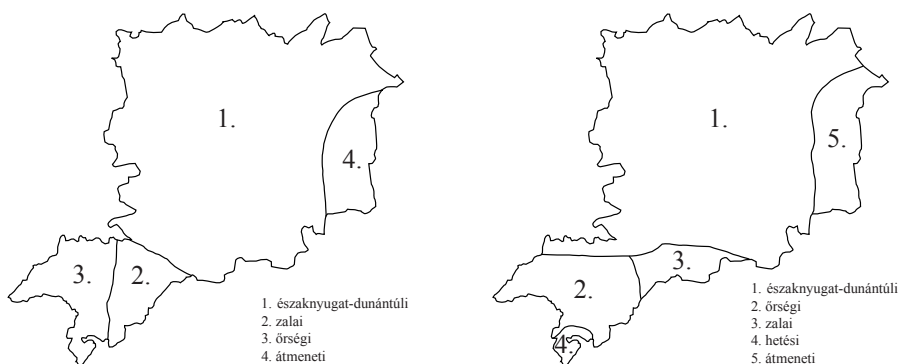 1.
4.
3.
2.
1. északnyugat-dunántúli
2. zalai
3. őrségi
4. átmeneti
1.
5.
3.
2.
4.
1. északnyugat-dunántúli
2. őrségi
3. zalai
4. hetési
5. átmeneti